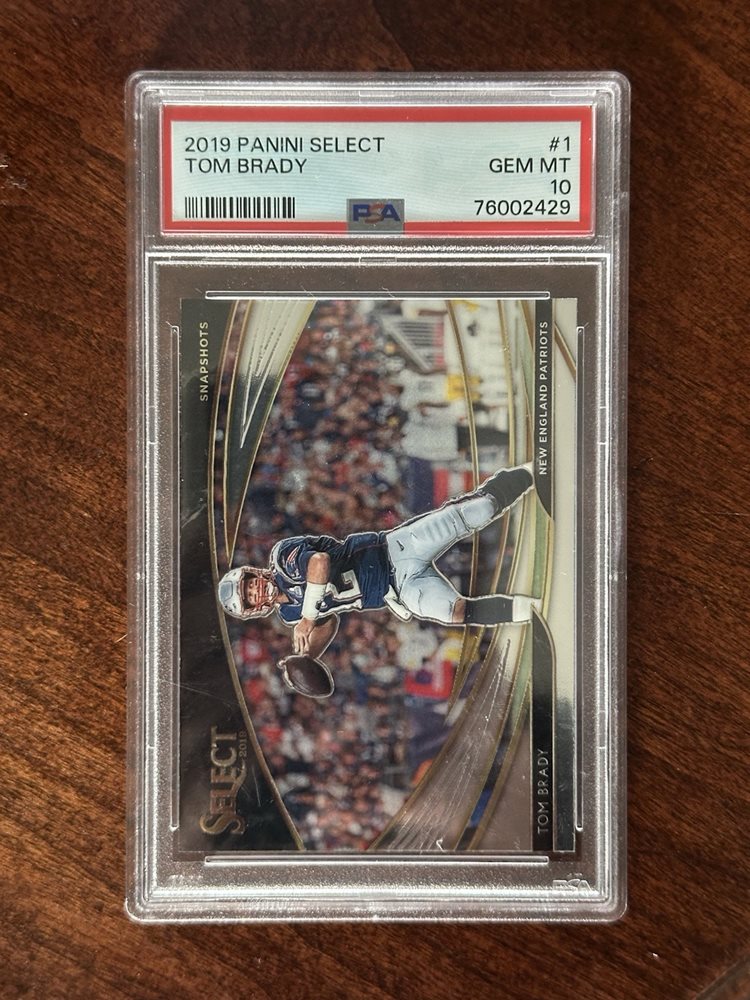 2019 PANINI SELECT #1
TOM BRADY GEM MT
10
PSA 76002429
SNAPSHOTS
NEW ENGLAND PATRIOTS
SELECT
2019
TOM BRADY
PSA